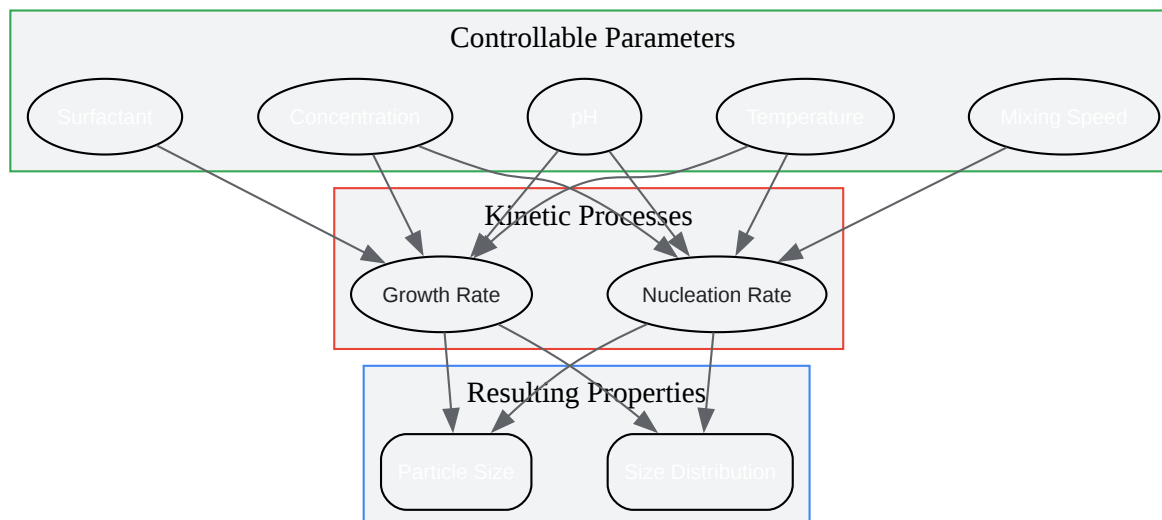 Controllable Parameters
Surfactant
Concentration
pH
Temperature
Mixing Speed
Kinetic Processes
Growth Rate
Nucleation Rate
Resulting Properties
Particle Size
Size Distribution